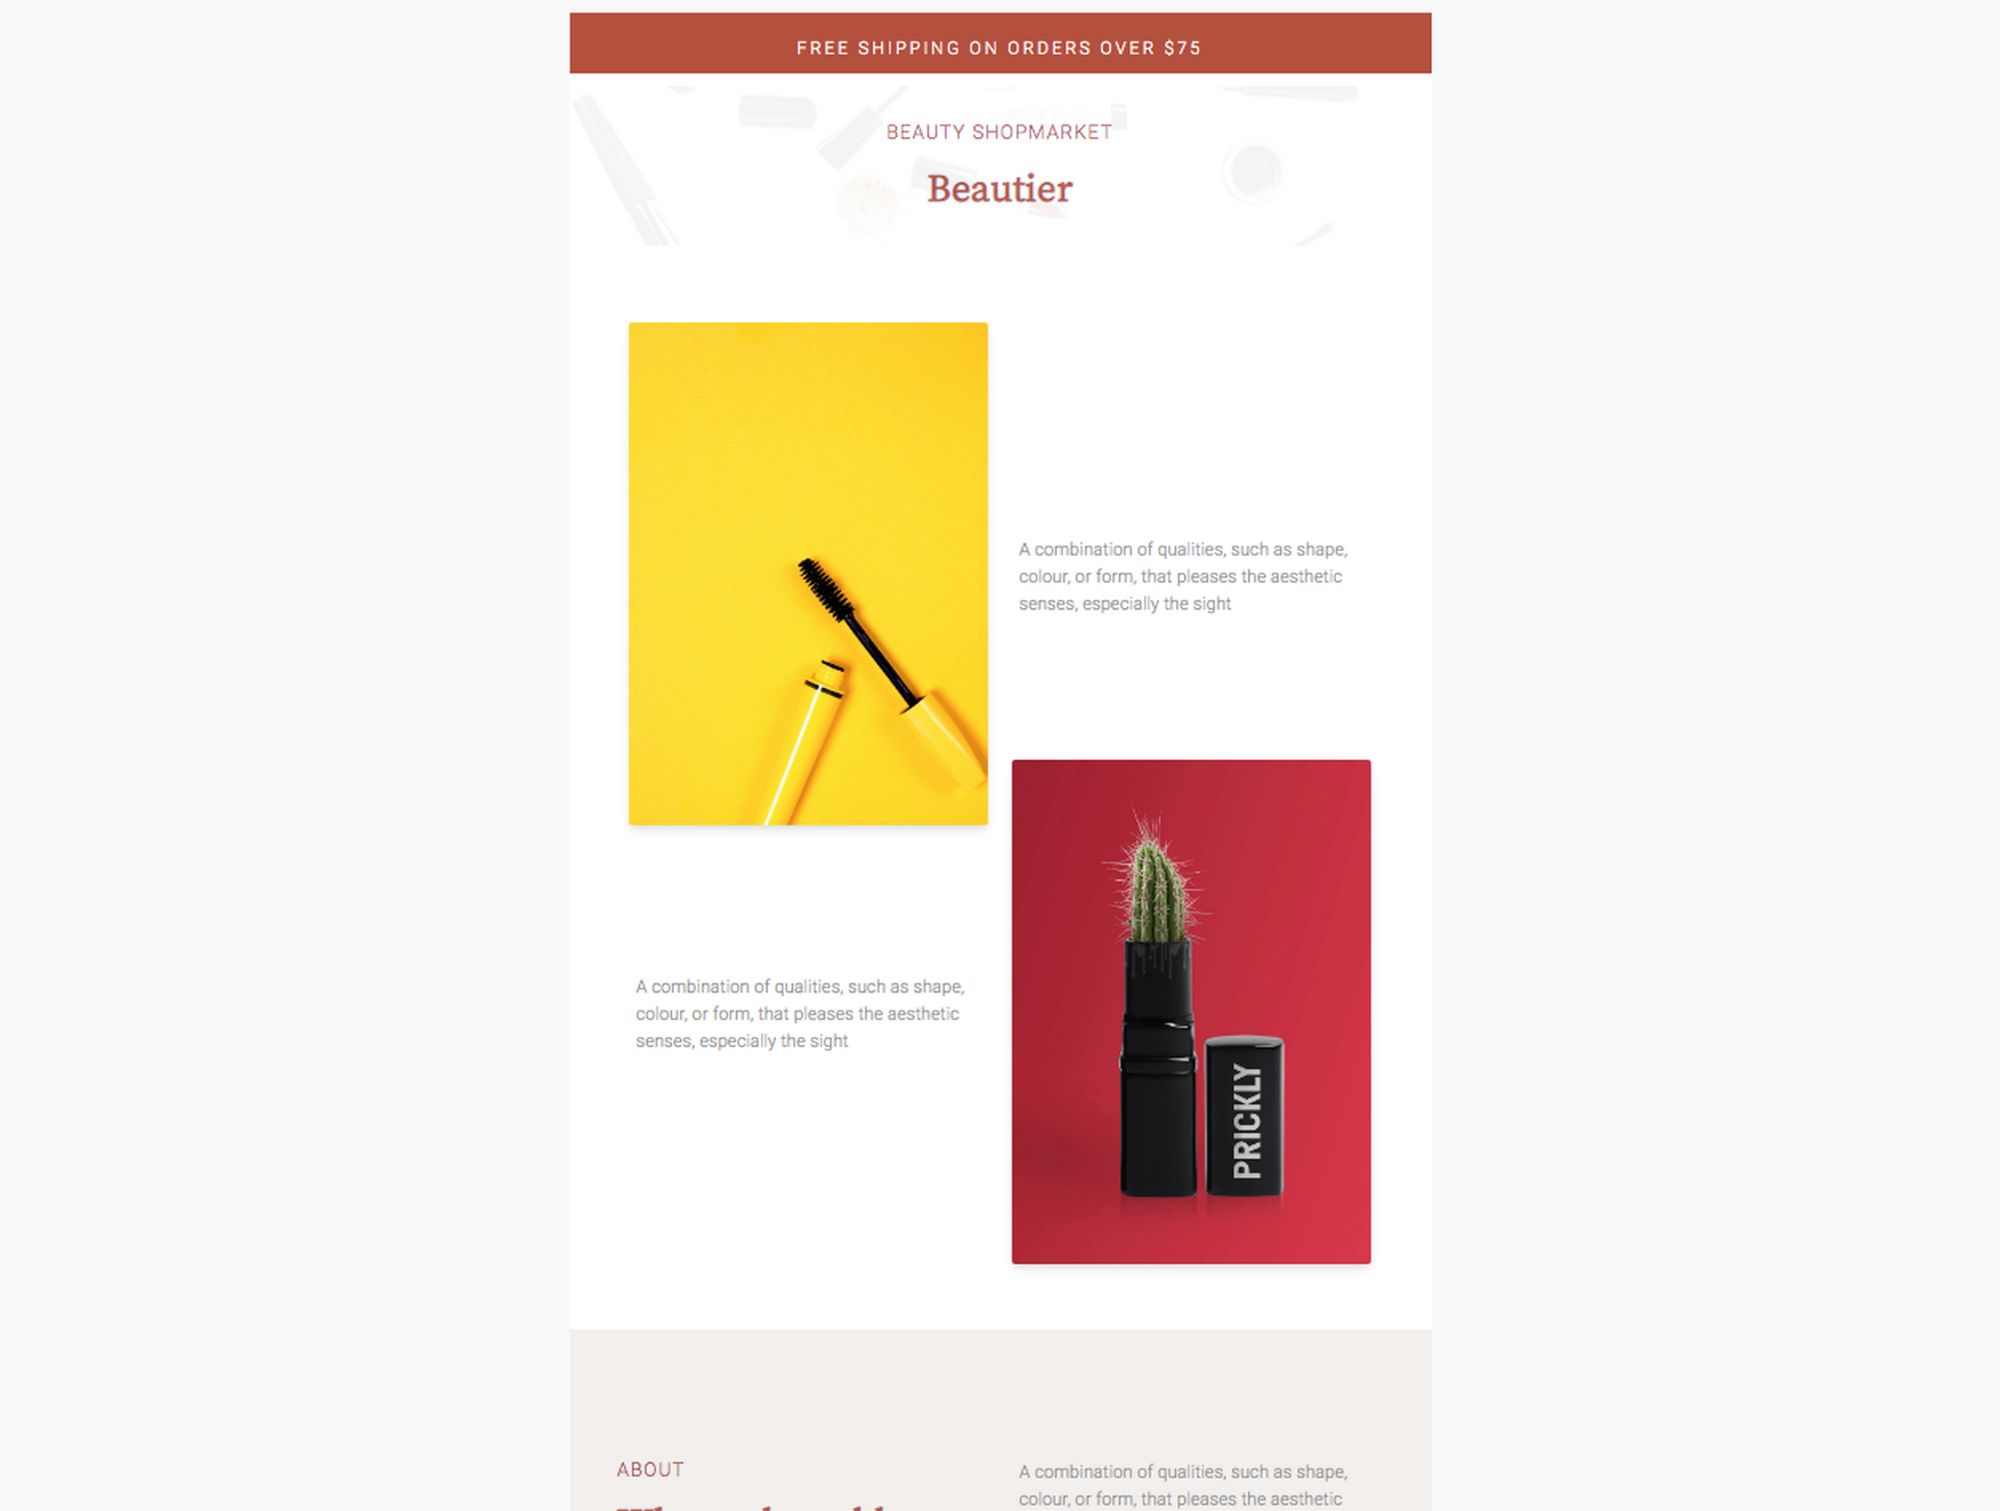 FREE SHIPPING ON ORDERS OVER $75
BEAUTY SHOPMARKET
Beautier
A combination of qualities, such as shape,
colour, or form, that pleases the aesthetic
senses, especially the sight
A combination of qualities, such as shape,
colour, or form, that pleases the aesthetic
senses, especially the sight
PRICKLY
ABOUT
A combination of qualities, such as shape,
colour, or form, that pleases the aesthetic